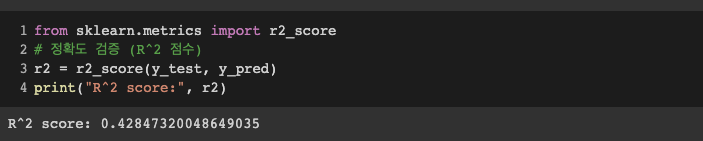 1 from sklearn.metrics import r2_score
2 # 정확도 검증 (R^2 점수)
3 r2 = r2_score(y_test, y_pred)
4 print("R^2 score:", r2)
R^2 score: 0.42847320048649035